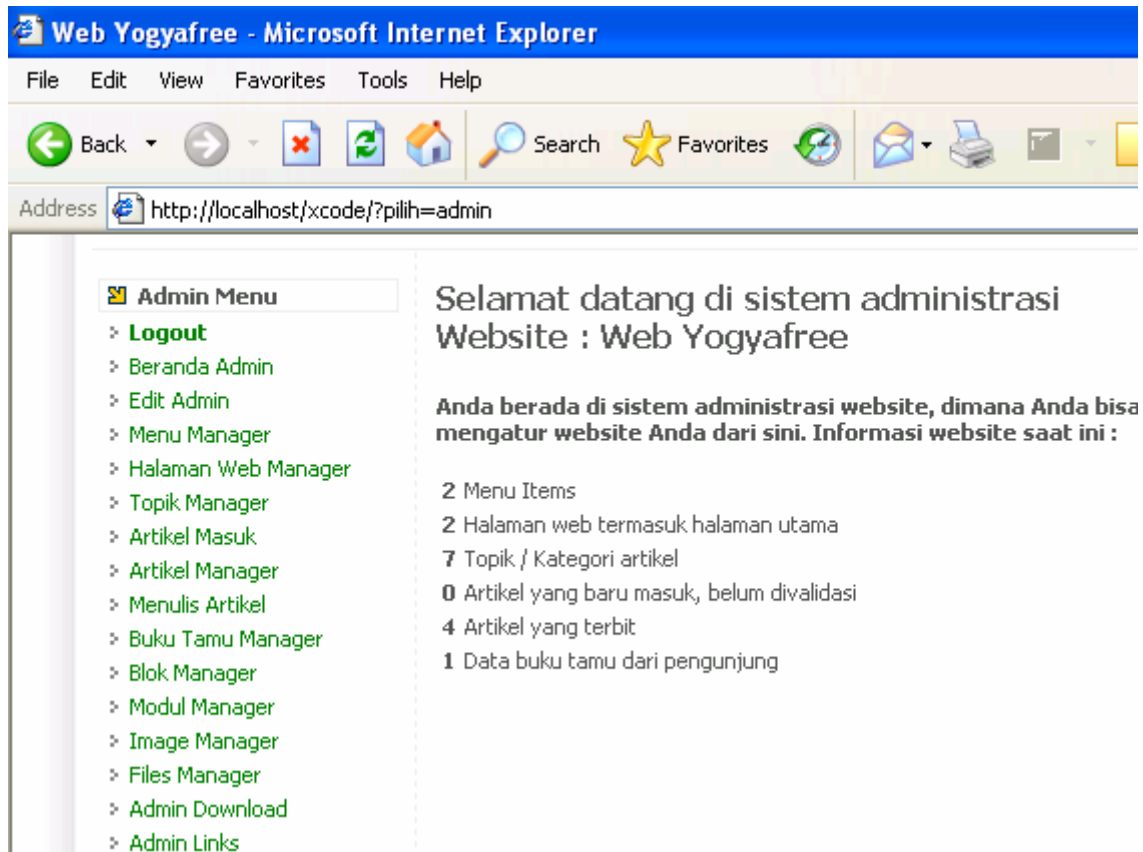 Web Yogyafree - Microsoft Internet Explorer
File Edit View Favorites Tools Help
Back Search Favorites
Address http://localhost/xcode/?pilih=admin
Admin Menu
Logout
Beranda Admin
Edit Admin
Menu Manager
Halaman Web Manager
Topik Manager
Artikel Masuk
Artikel Manager
Menulis Artikel
Buku Tamu Manager
Blok Manager
Modul Manager
Image Manager
Files Manager
Admin Download
Admin Links
Selamat datang di sistem administrasi
Website : Web Yogyafree
Anda berada di sistem administrasi website, dimana Anda bisa
mengatur website Anda dari sini. Informasi website saat ini :
2 Menu Items
2 Halaman web termasuk halaman utama
7 Topik / Kategori artikel
0 Artikel yang baru masuk, belum divalidasi
4 Artikel yang terbit
1 Data buku tamu dari pengunjung